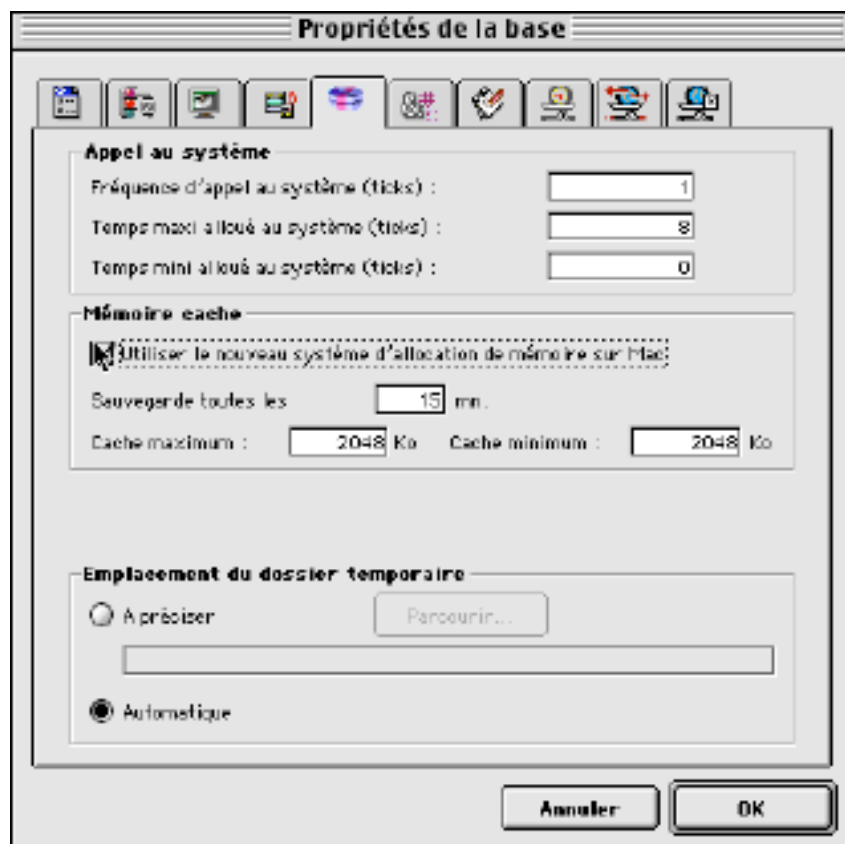 Propriétés de la base
Appel au système
Fréquence d'appel au système (ticks) : 1
Temps maxi alloué au système (ticks) : 8
Temps mini alloué au système (ticks) : 0
Mémoire cache
Utiliser le nouveau système d'allocation de mémoire sur Mac
Sauvegarde toutes les 15 mn.
Cache maximum : 2048 Ko Cache minimum : 2048 Ko
Emplacement du dossier temporaire
A préciser Parcourir...
Automatique
Annuler OK